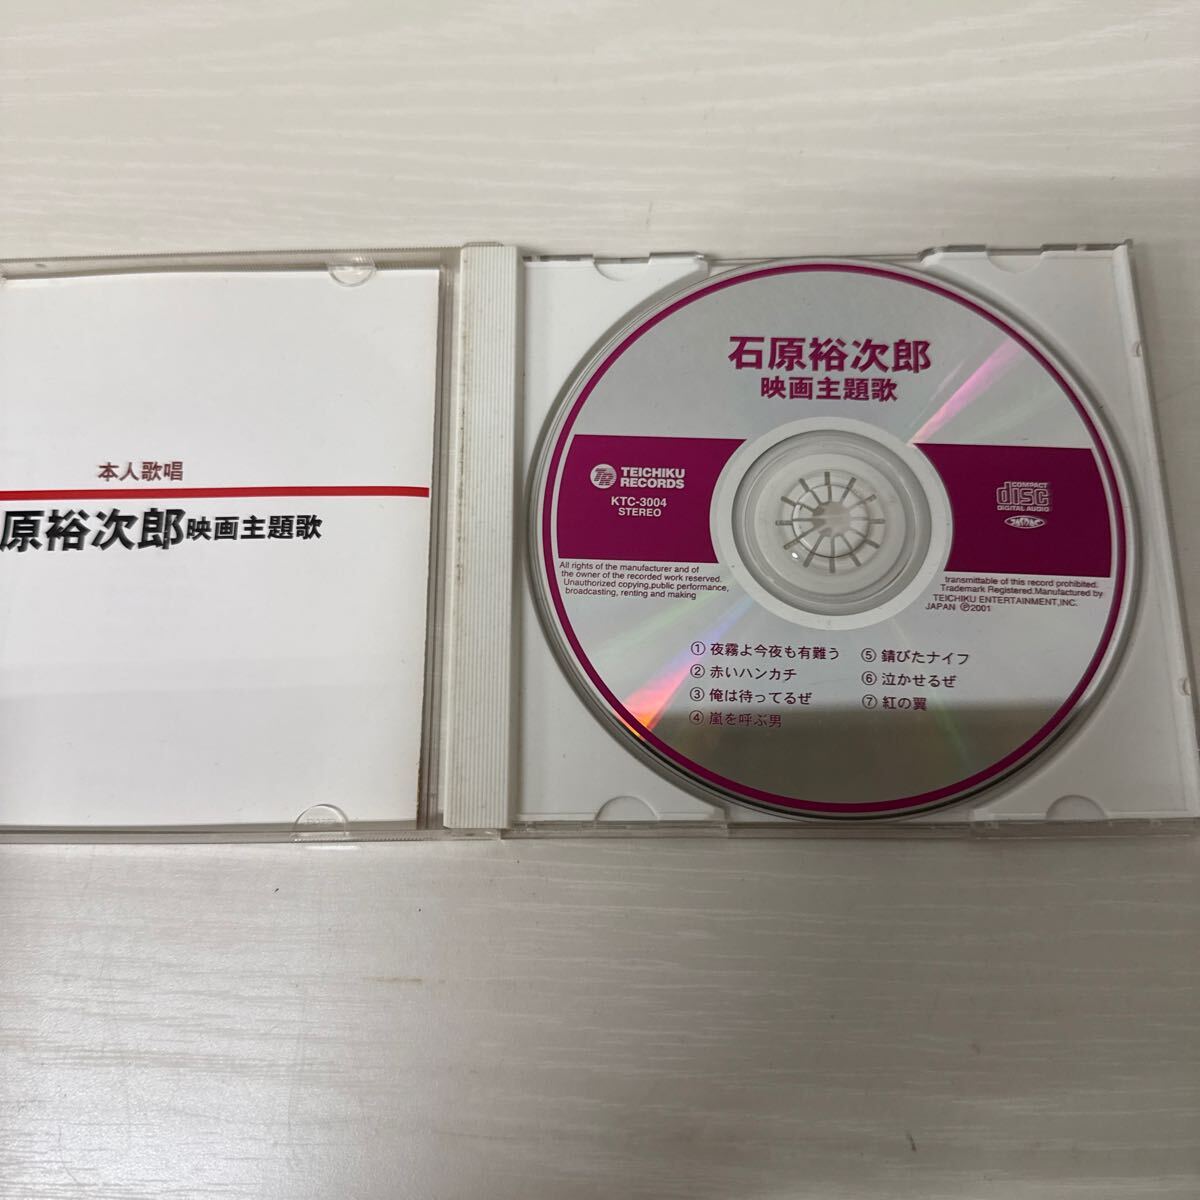 本人歌唱
原裕次郎映画主題歌
石原裕次郎
映画主題歌
TEICHIKU
RECORDS
KTC-3004
STEREO
COMPACT
disc
DIGITAL AUDIO
All rights of the manufacturer and of
the owner of the recorded work reserved.
Unauthorized copying,public performance,
broadcasting, renting and making
transmittable of this record prohibited.
Trademark Registered.Manufactured by
TEICHIKU ENTERTAINMENT,INC.
JAPAN Ⓟ2001
① 夜霧よ今夜も有難う
② 赤いハンカチ
③ 俺は待ってるぜ
④ 嵐を呼ぶ男
⑤ 錆びたナイフ
⑥ 泣かせるぜ
⑦ 紅の翼